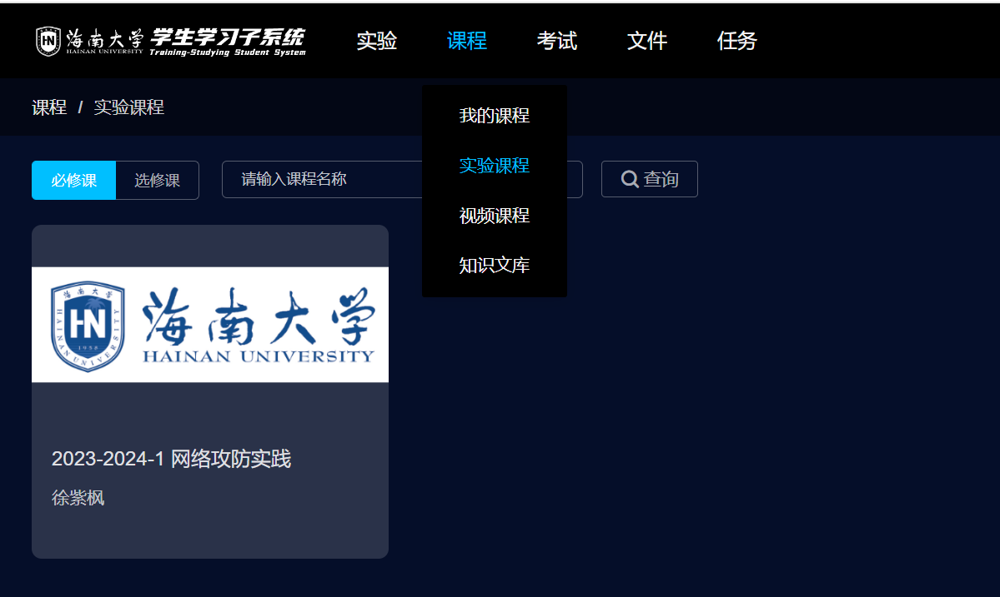 HN 海南大学 学生学习子系统 实验 课程 考试 文件 任务
HAINAN UNIVERSITY Training-Studying Student System
课程 / 实验课程
我的课程
实验课程
视频课程
知识文库
必修课 选修课 请输入课程名称 查询
海南大学
HN
1958
HAINAN UNIVERSITY
海南大学
HAINAN UNIVERSITY
2023-2024-1 网络攻防实践
徐紫枫